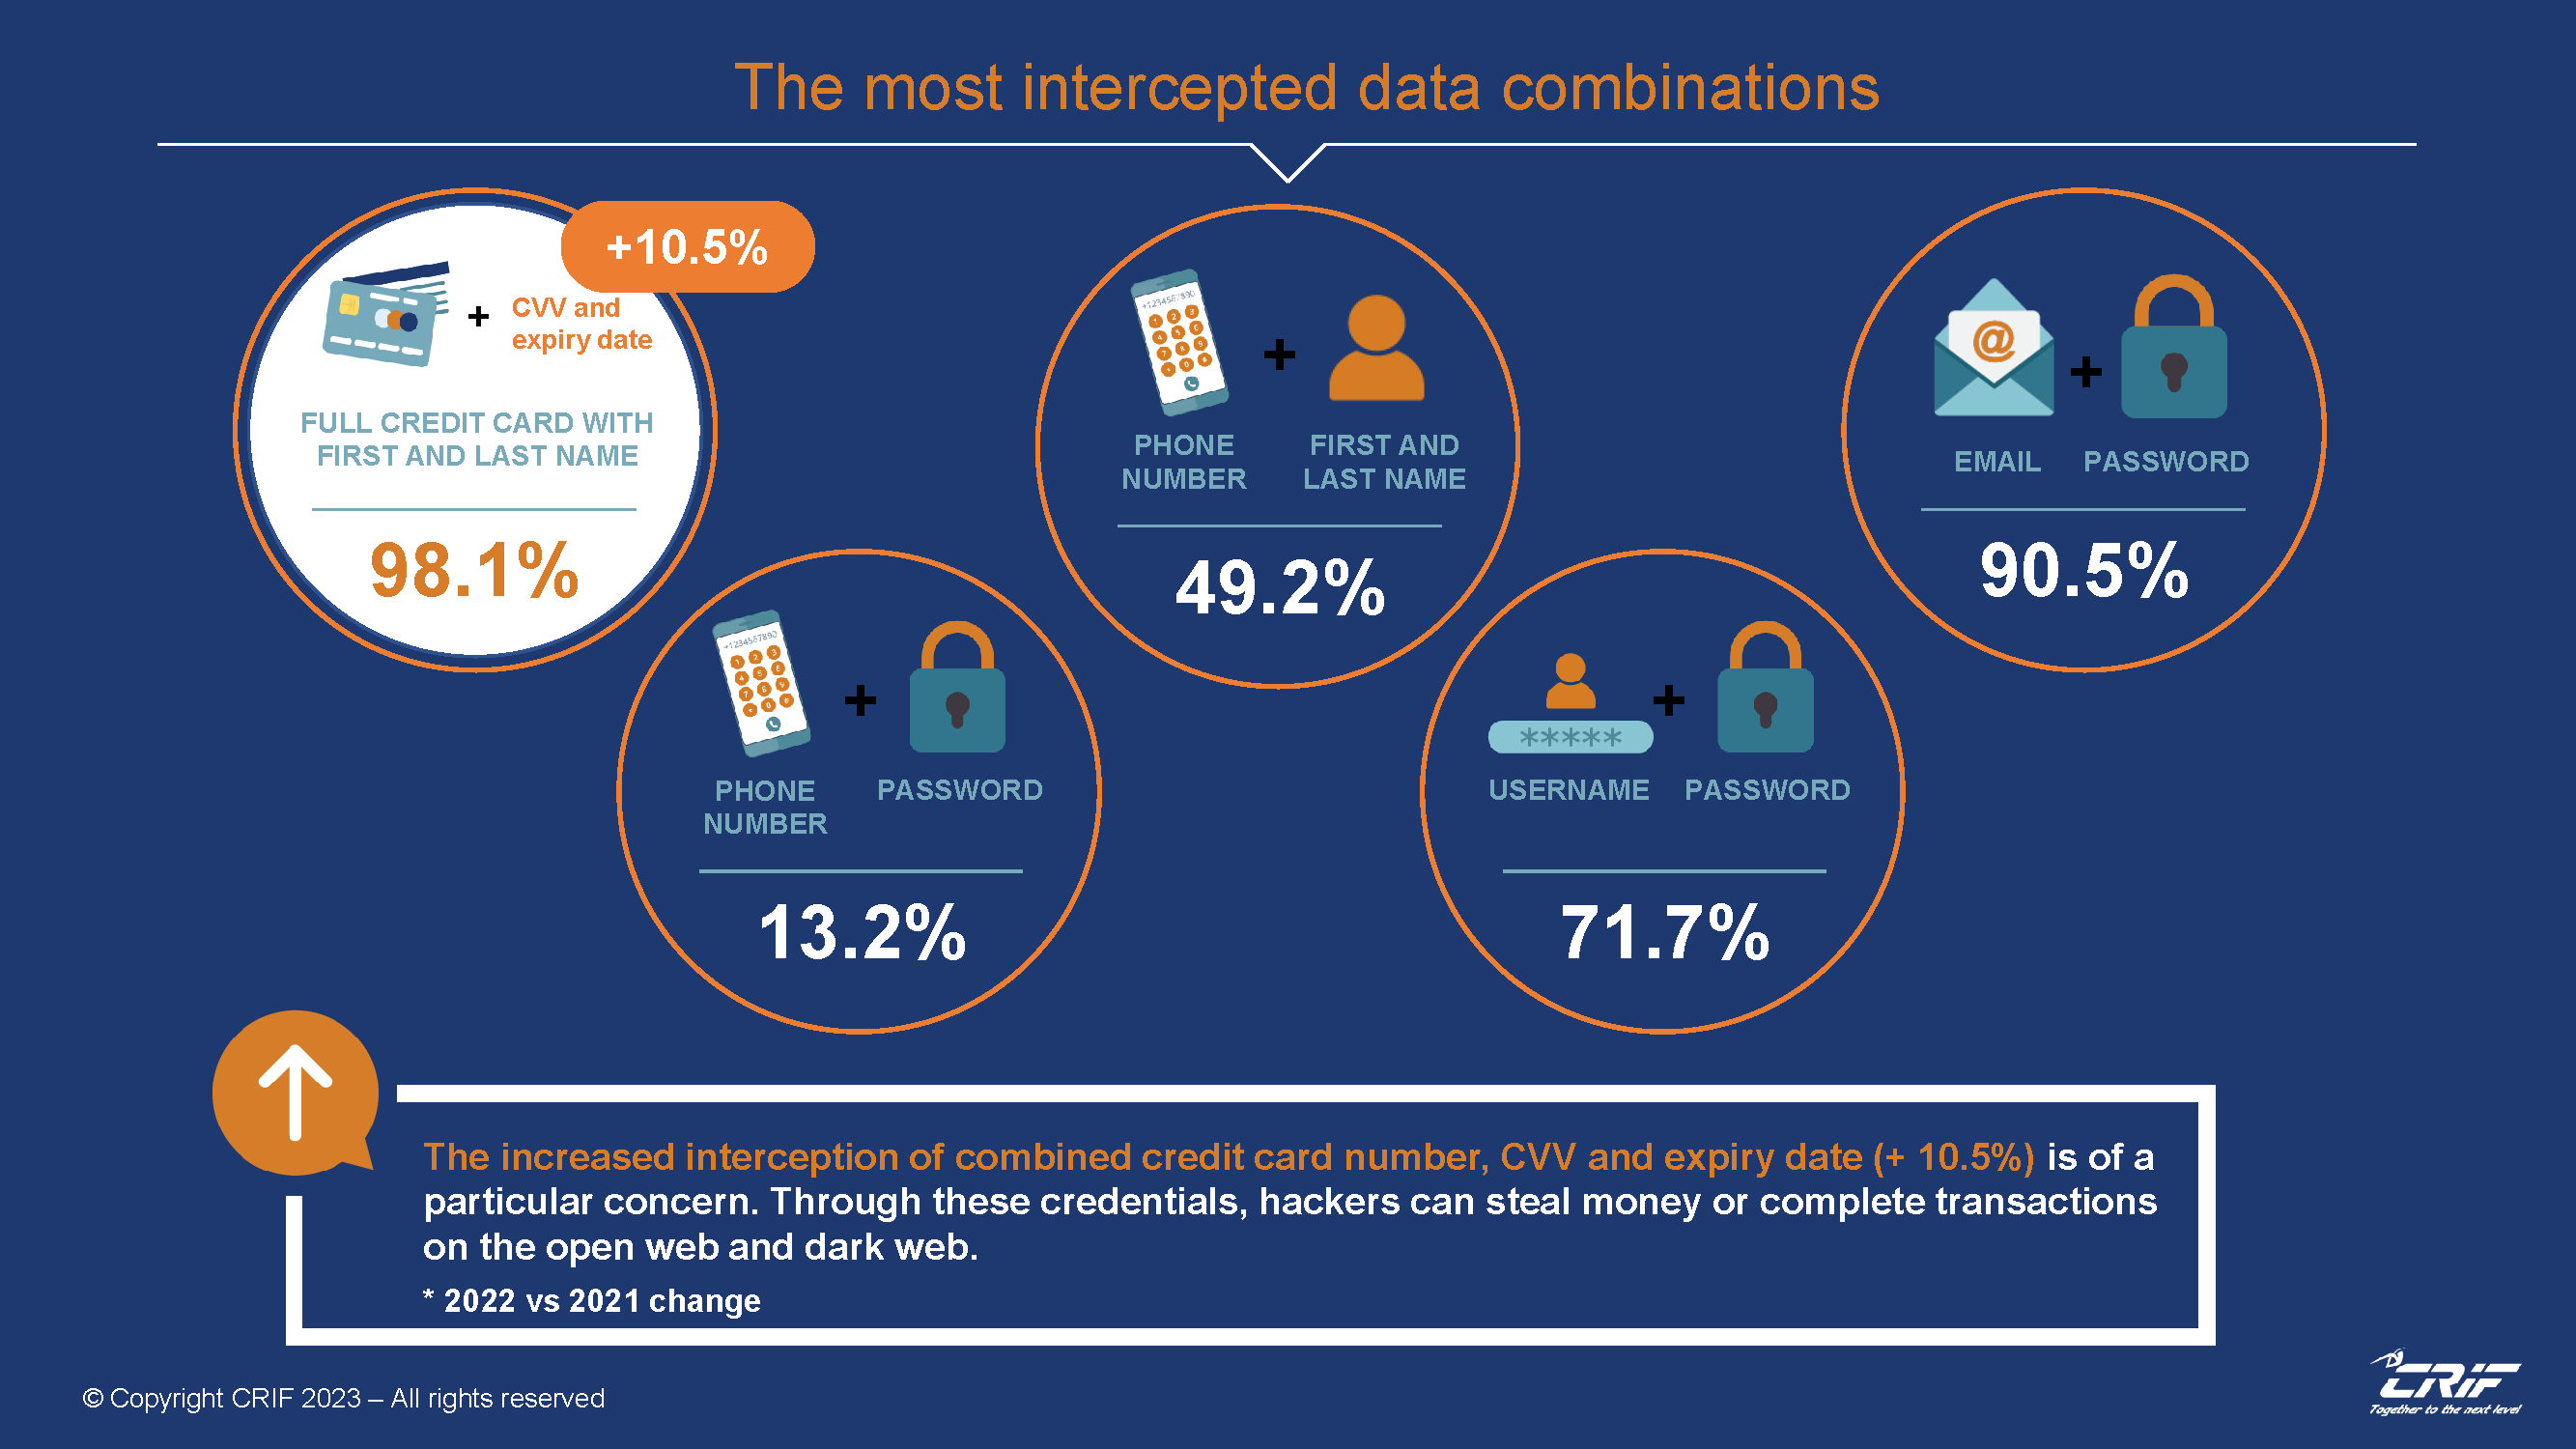 The most intercepted data combinations
+10.5%
+ CVV and
expiry date
FULL CREDIT CARD WITH
FIRST AND LAST NAME
98.1%
+1234567890
+
PHONE NUMBER
FIRST AND LAST NAME
49.2%
@
+
EMAIL PASSWORD
90.5%
+1234567890
+
PHONE NUMBER
PASSWORD
13.2%
+
*****
USERNAME PASSWORD
71.7%
The increased interception of combined credit card number, CVV and expiry date (+ 10.5%) is of a
particular concern. Through these credentials, hackers can steal money or complete transactions
on the open web and dark web.
* 2022 vs 2021 change
© Copyright CRIF 2023 – All rights reserved
CRIF
Together to the next level